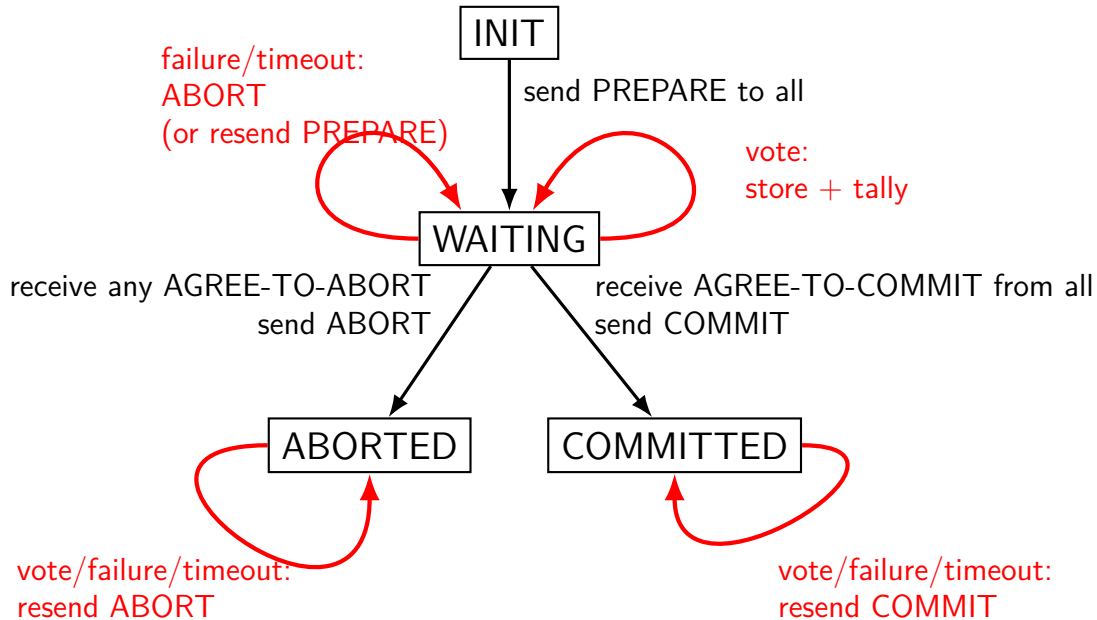 INIT
failure/timeout:
ABORT
(or resend PREPARE)
send PREPARE to all
vote:
store + tally
WAITING
receive any AGREE-TO-ABORT
send ABORT
receive AGREE-TO-COMMIT from all
send COMMIT
ABORTED
COMMITTED
vote/failure/timeout:
resend ABORT
vote/failure/timeout:
resend COMMIT